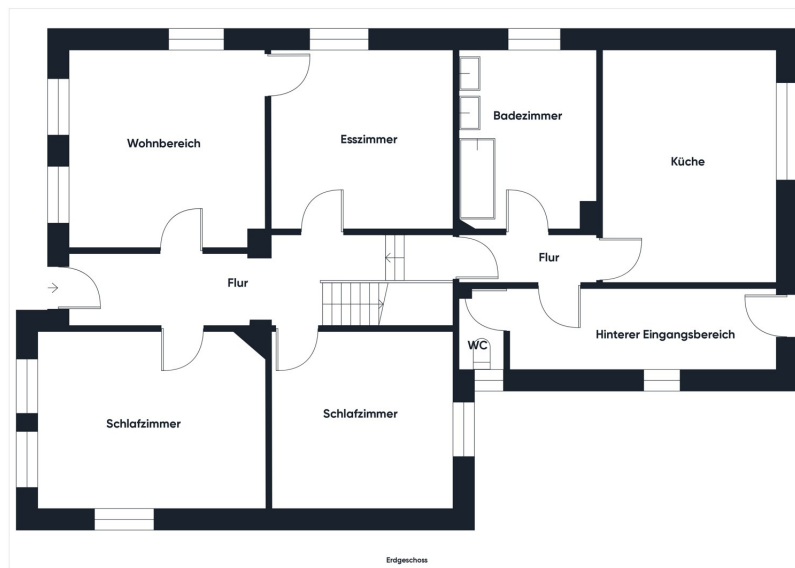 Wohnbereich
Esszimmer
Badezimmer
Küche
Flur
Flur
WC
Hinterer Eingangsbereich
Schlafzimmer
Schlafzimmer
Erdgeschoss